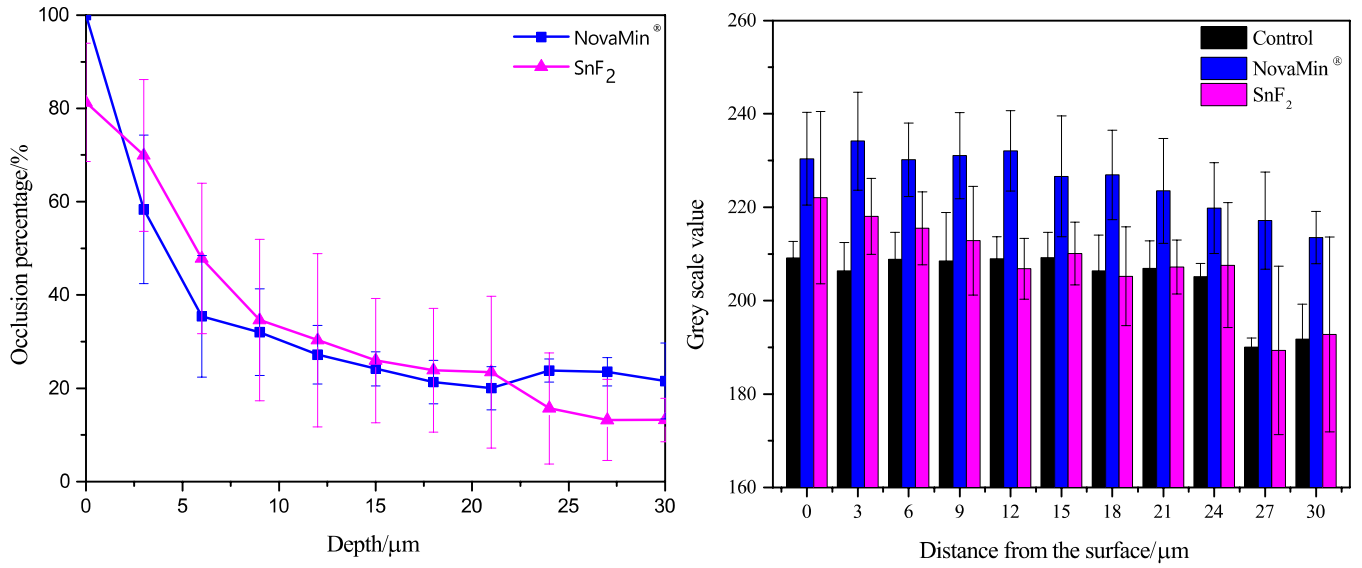 100
80
60
40
20
0
Occlusion percentage/%
NovaMin®
SnF2
0 5 10 15 20 25 30
Depth/μm
260
240
220
200
180
160
Grey scale value
Control
NovaMin®
SnF2
0 3 6 9 12 15 18 21 24 27 30
Distance from the surface/μm